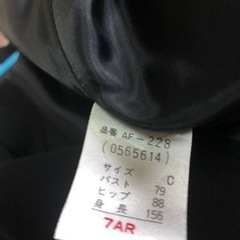 品番 AF-228
(0565614)
サイズ C
バスト 79
ヒップ 88
身長 156
7AR